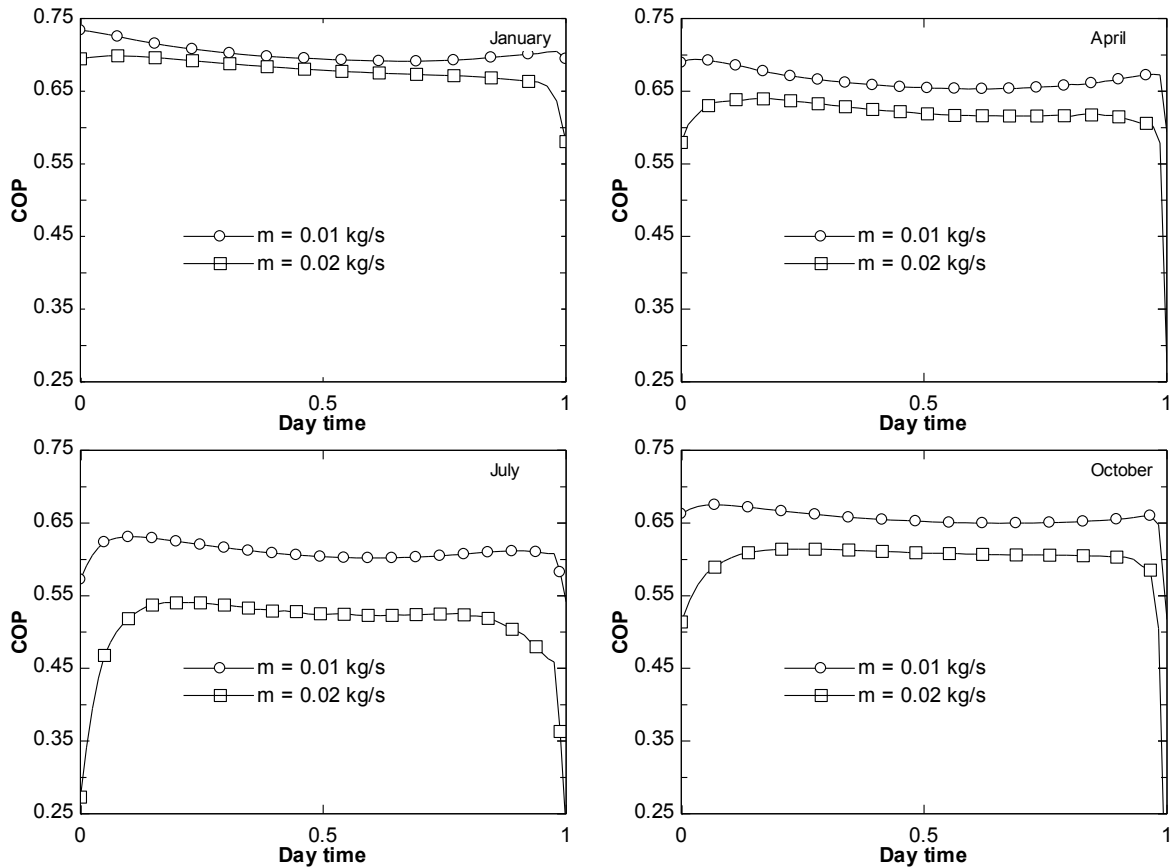 0.75
0.65
0.55
0.45
0.35
0.25
COP
January
m = 0.01 kg/s
m = 0.02 kg/s
0
0.5
1
Day time
0.75
0.65
0.55
0.45
0.35
0.25
COP
April
m = 0.01 kg/s
m = 0.02 kg/s
0
0.5
1
Day time
0.75
0.65
0.55
0.45
0.35
0.25
COP
July
m = 0.01 kg/s
m = 0.02 kg/s
0
0.5
1
Day time
0.75
0.65
0.55
0.45
0.35
0.25
COP
October
m = 0.01 kg/s
m = 0.02 kg/s
0
0.5
1
Day time